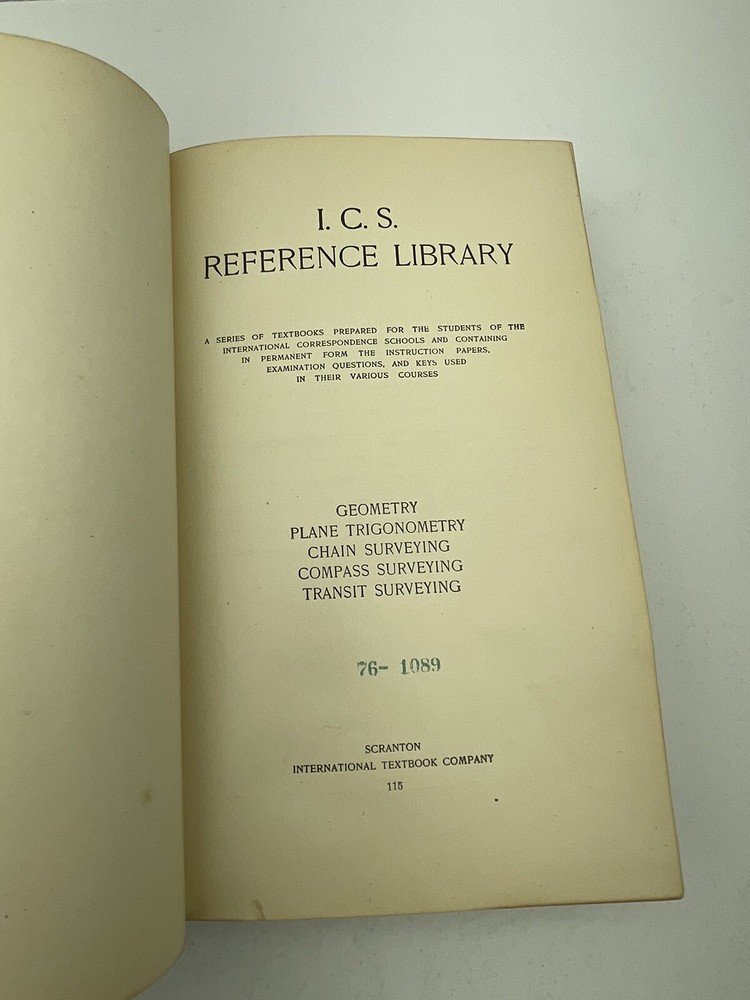 I. C. S.
REFERENCE LIBRARY
A SERIES OF TEXTBOOKS PREPARED FOR THE STUDENTS OF THE
INTERNATIONAL CORRESPONDENCE SCHOOLS AND CONTAINING
IN PERMANENT FORM THE INSTRUCTION PAPERS,
EXAMINATION QUESTIONS, AND KEYS USED
IN THEIR VARIOUS COURSES
GEOMETRY
PLANE TRIGONOMETRY
CHAIN SURVEYING
COMPASS SURVEYING
TRANSIT SURVEYING
76- 1089
SCRANTON
INTERNATIONAL TEXTBOOK COMPANY
115